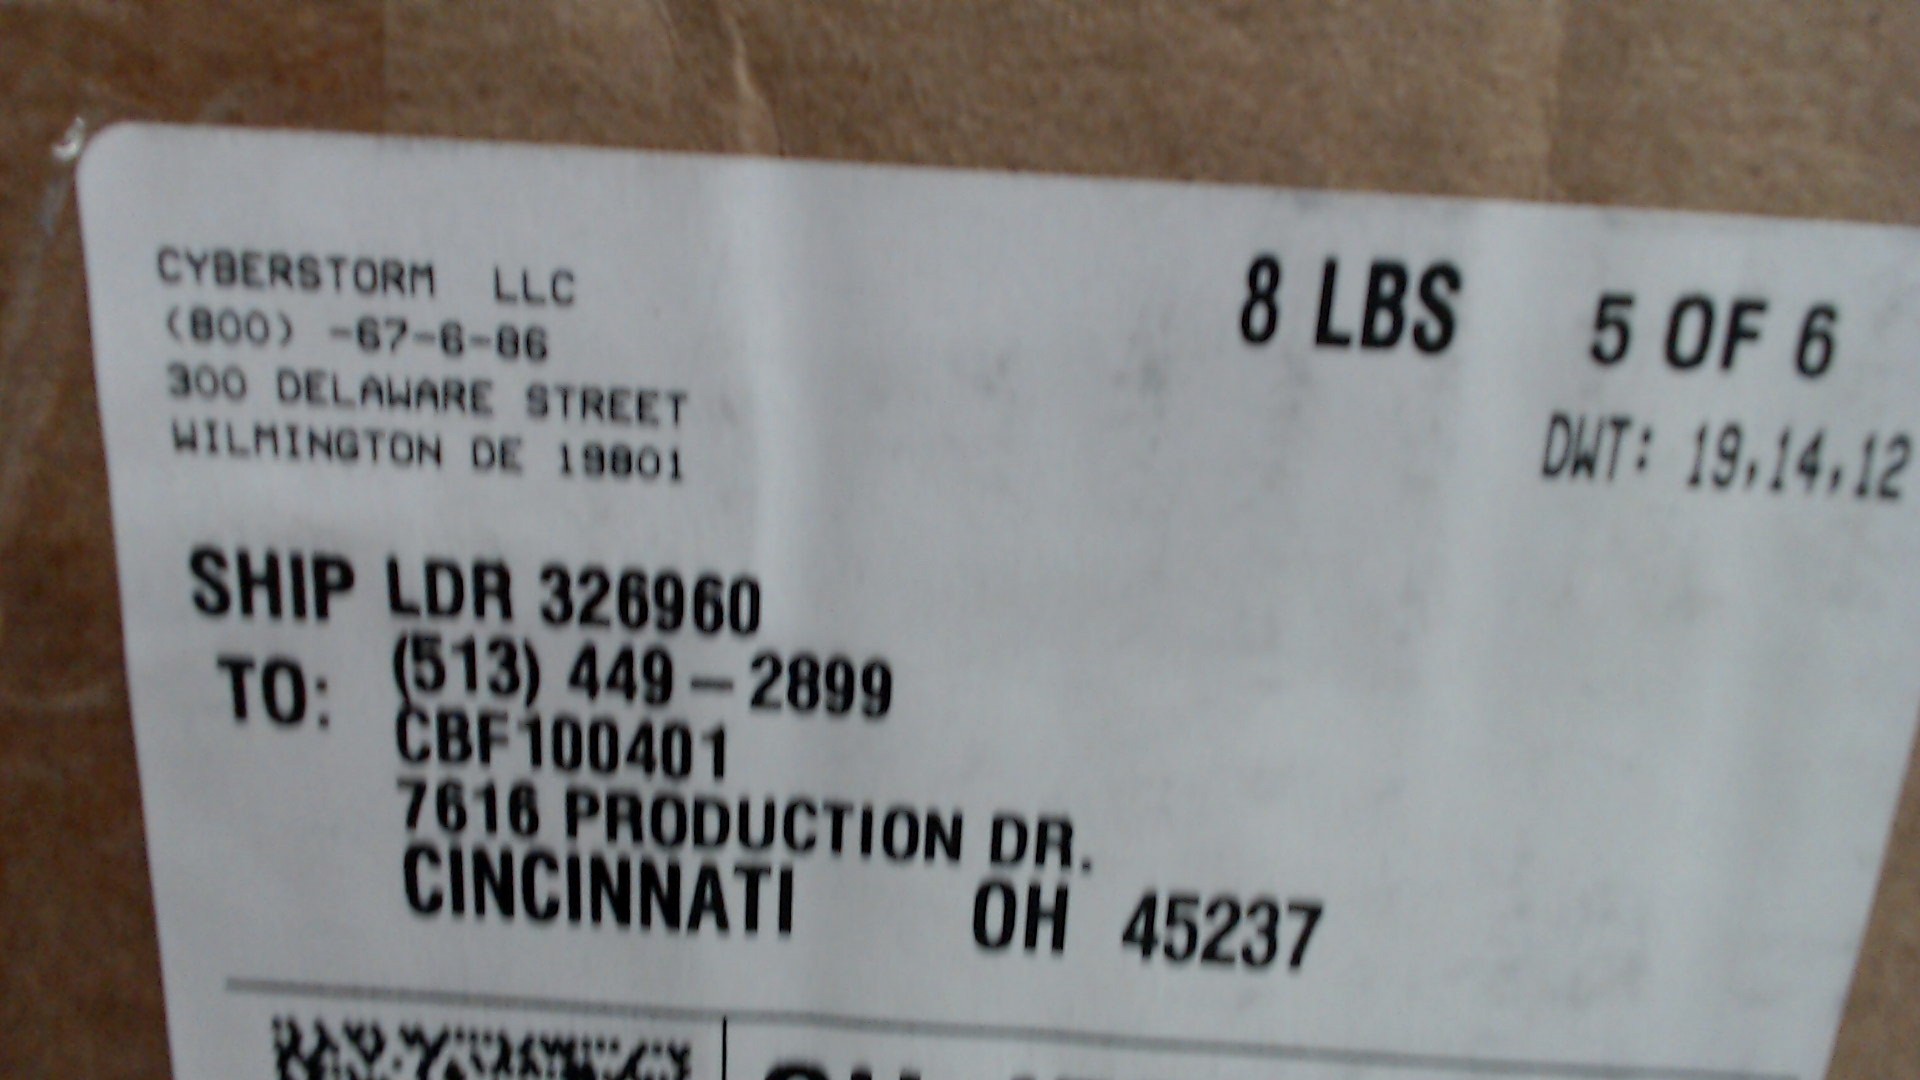 CYBERSTORM LLC
(800) -67-6-86
300 DELAWARE STREET
WILMINGTON DE 19801
8 LBS 5 OF 6
DWT: 19,14,12
SHIP LDR 326960
TO: (513) 449-2899
CBF100401
7616 PRODUCTION DR.
CINCINNATI OH 45237